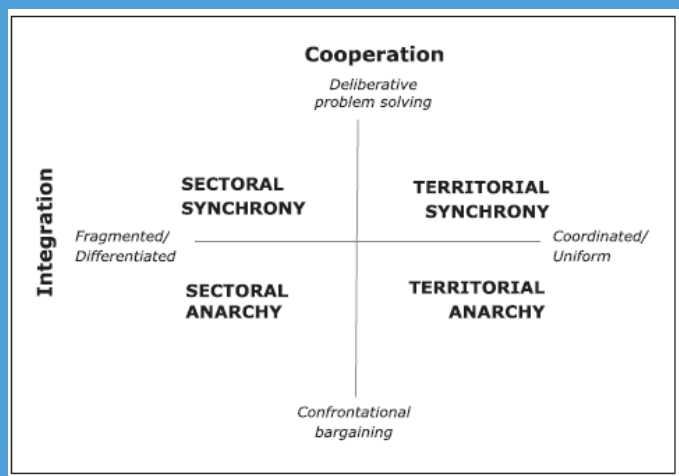 Cooperation
Deliberative
problem solving
SECTORAL
SYNCHRONY
TERRITORIAL
SYNCHRONY
Integration
Fragmented/
Differentiated
Coordinated/
Uniform
SECTORAL
ANARCHY
TERRITORIAL
ANARCHY
Confrontational
bargaining